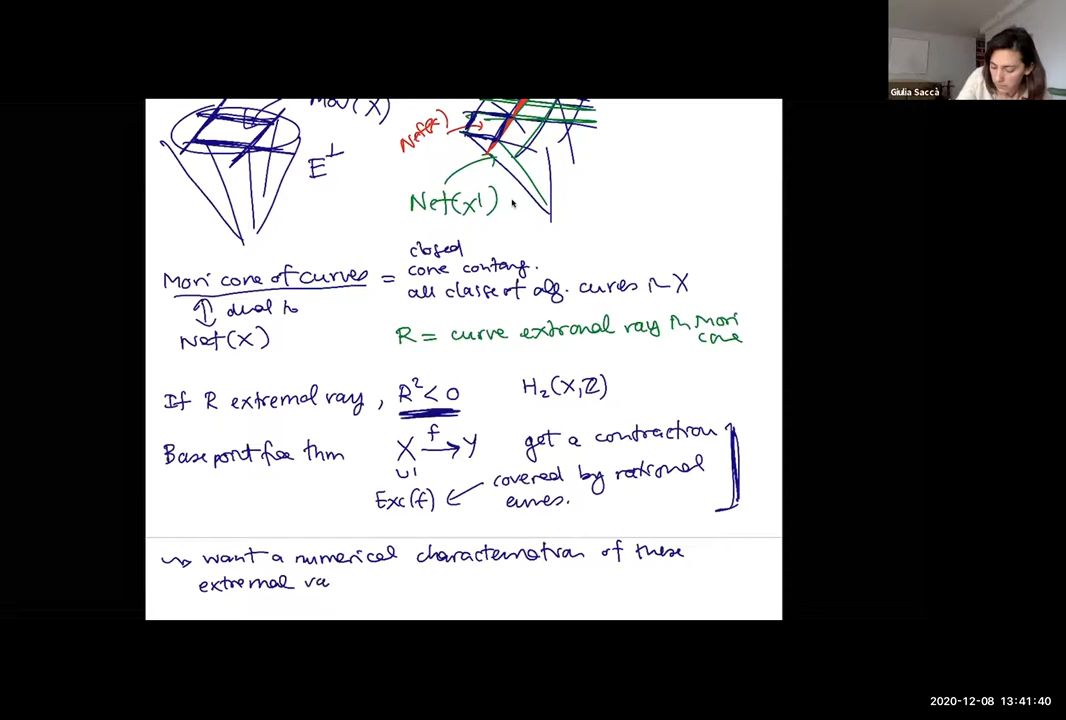 Giulia Saccà
Mov(X)
Nef(X)
E⊥
Nef(X')
closed
Mori cone of curves = cone contang.
all classe of alg. curves in X
⇕ dual to
Nef(X)
R = curve extremal ray in Mori
cone
If R extremal ray, R² < 0 H₂(X, ℤ)
Base point free thm X →f Y get a contraction
∪ı
Exc(f) ← covered by rational
curves.
⇝ want a numerical characterization of these
extremal ra
2020-12-08 13:41:40